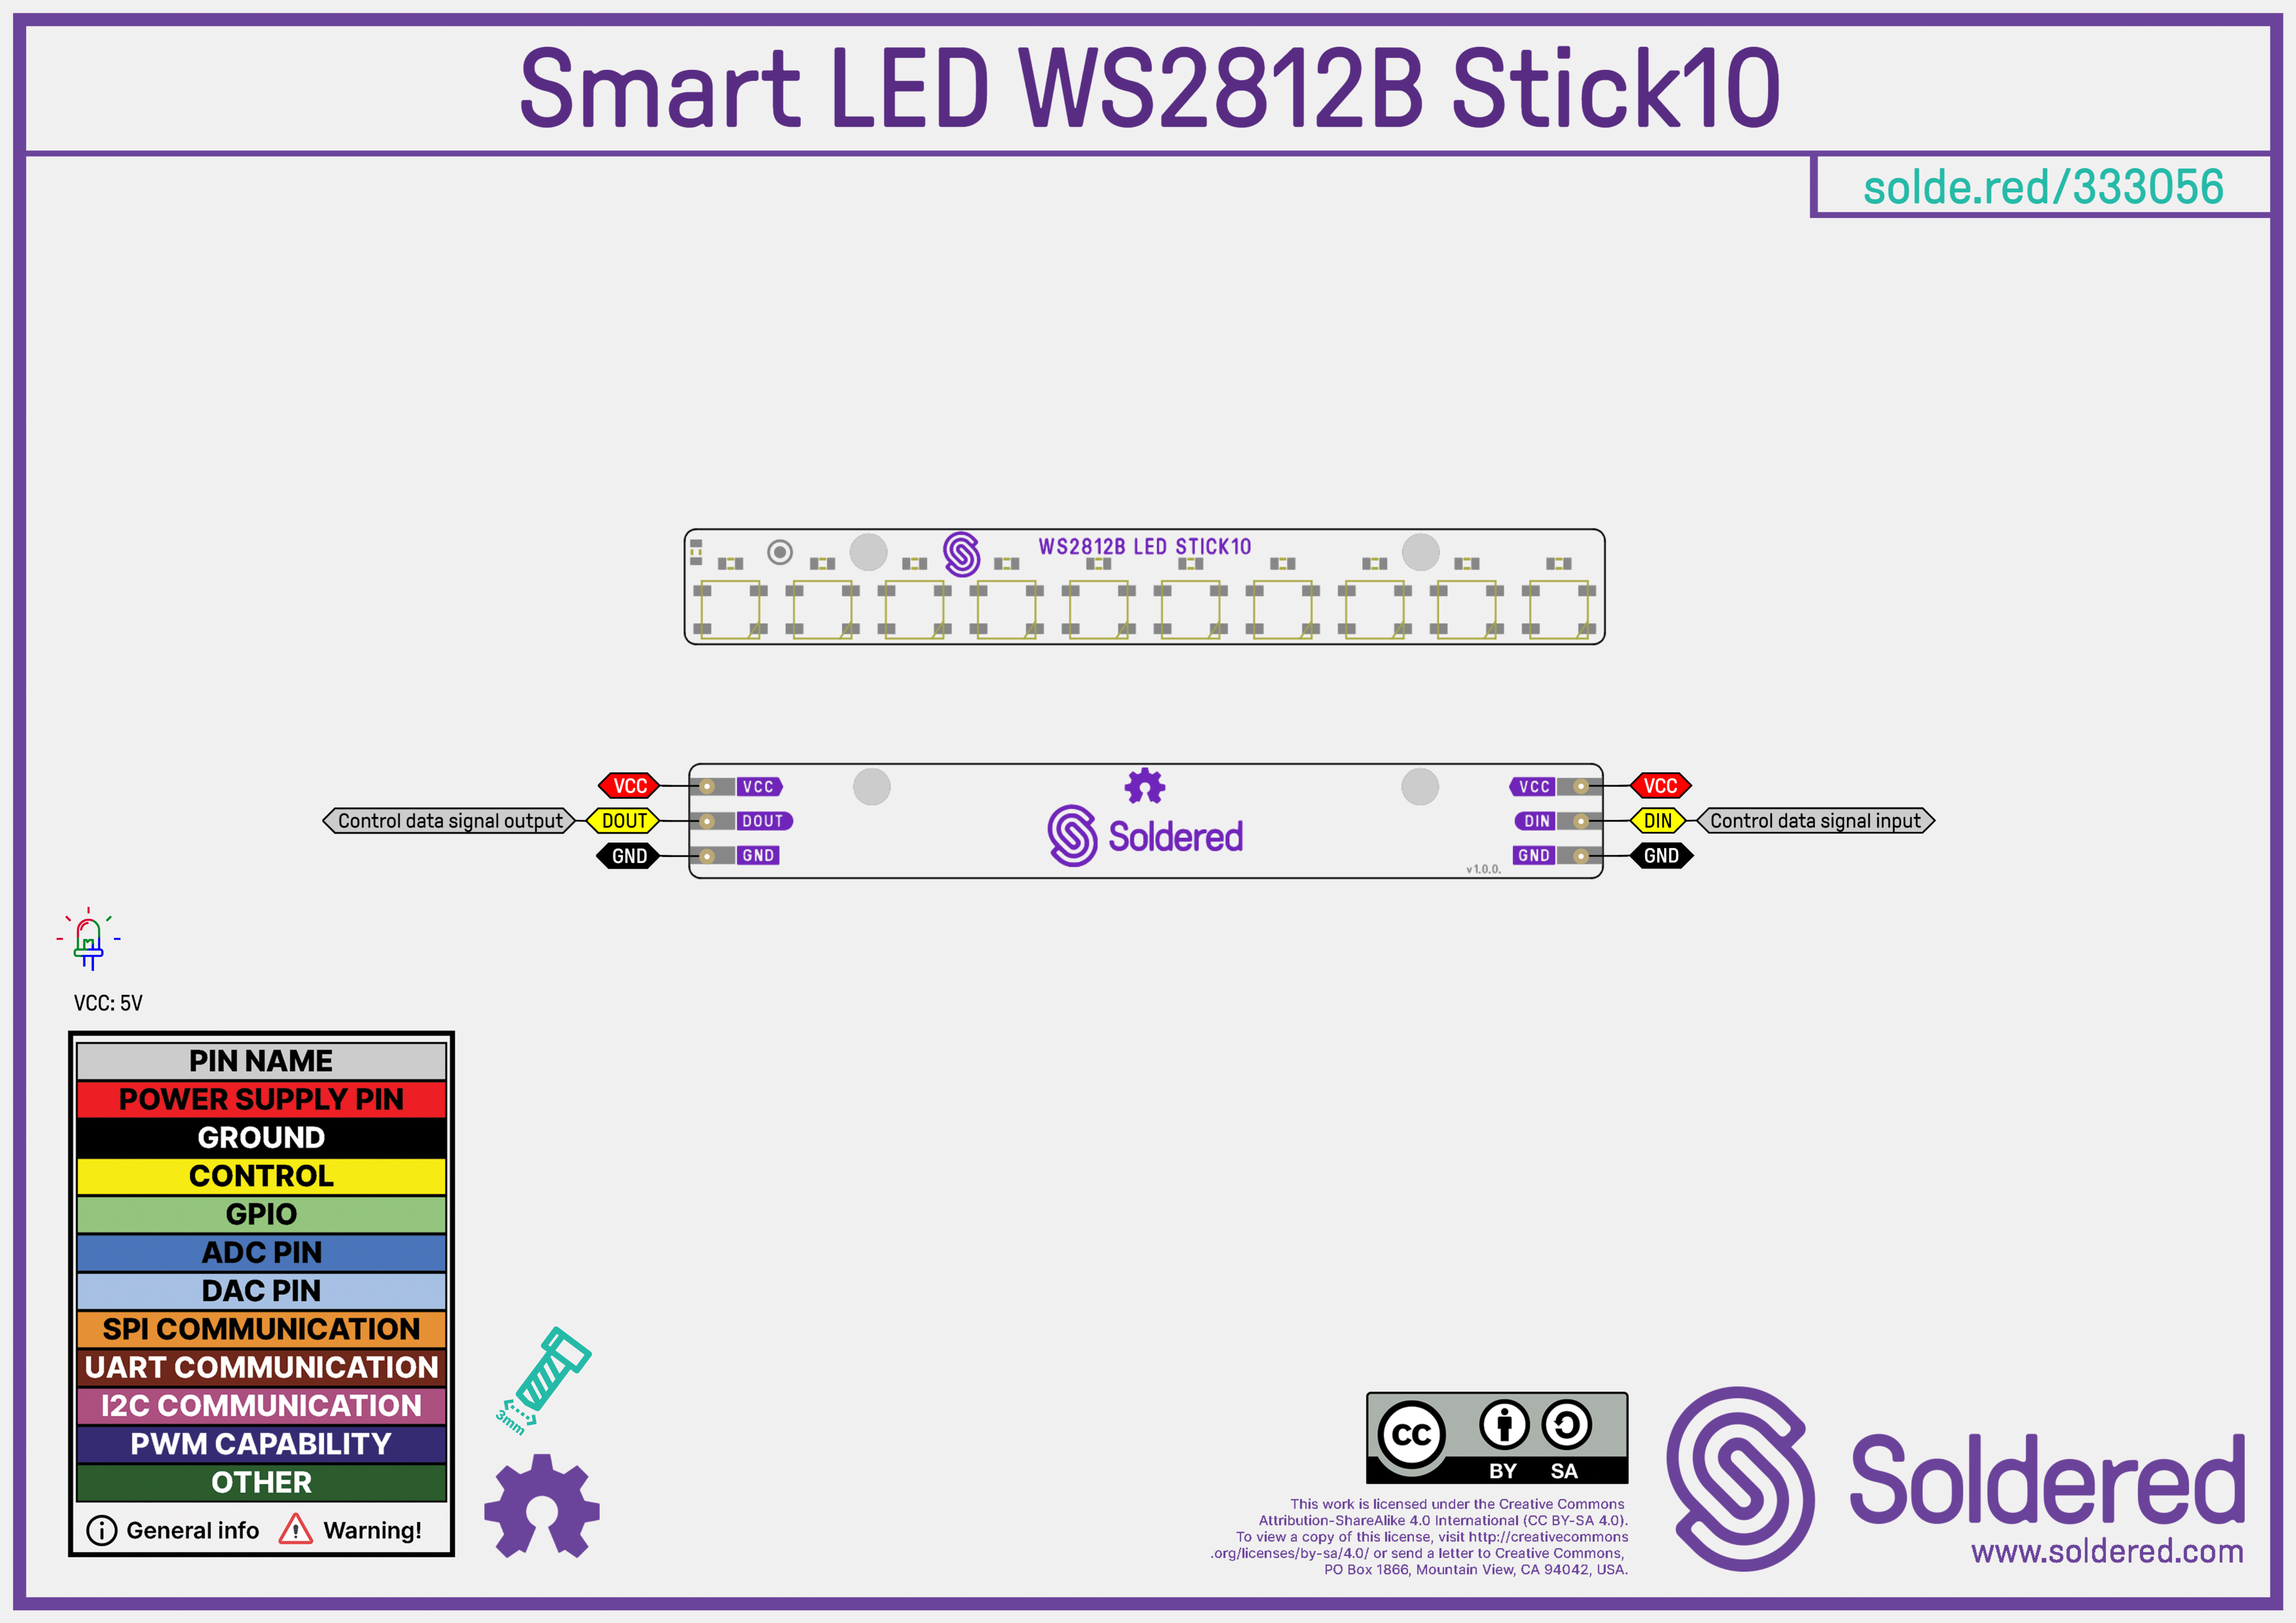 Smart LED WS2812B Stick10
solde.red/333056
WS2812B LED STICK10
VCC VCC VCC VCC
Control data signal output DOUT DOUT DIN DIN Control data signal input
Soldered
GND GND GND GND
v1.0.0.
VCC: 5V
PIN NAME
POWER SUPPLY PIN
GROUND
CONTROL
GPIO
ADC PIN
DAC PIN
SPI COMMUNICATION
UART COMMUNICATION
I2C COMMUNICATION
PWM CAPABILITY
OTHER
General info Warning!
3mm
CC BY SA
This work is licensed under the Creative Commons
Attribution-ShareAlike 4.0 International (CC BY-SA 4.0).
To view a copy of this license, visit http://creativecommons
.org/licenses/by-sa/4.0/ or send a letter to Creative Commons,
PO Box 1866, Mountain View, CA 94042, USA.
Soldered
www.soldered.com